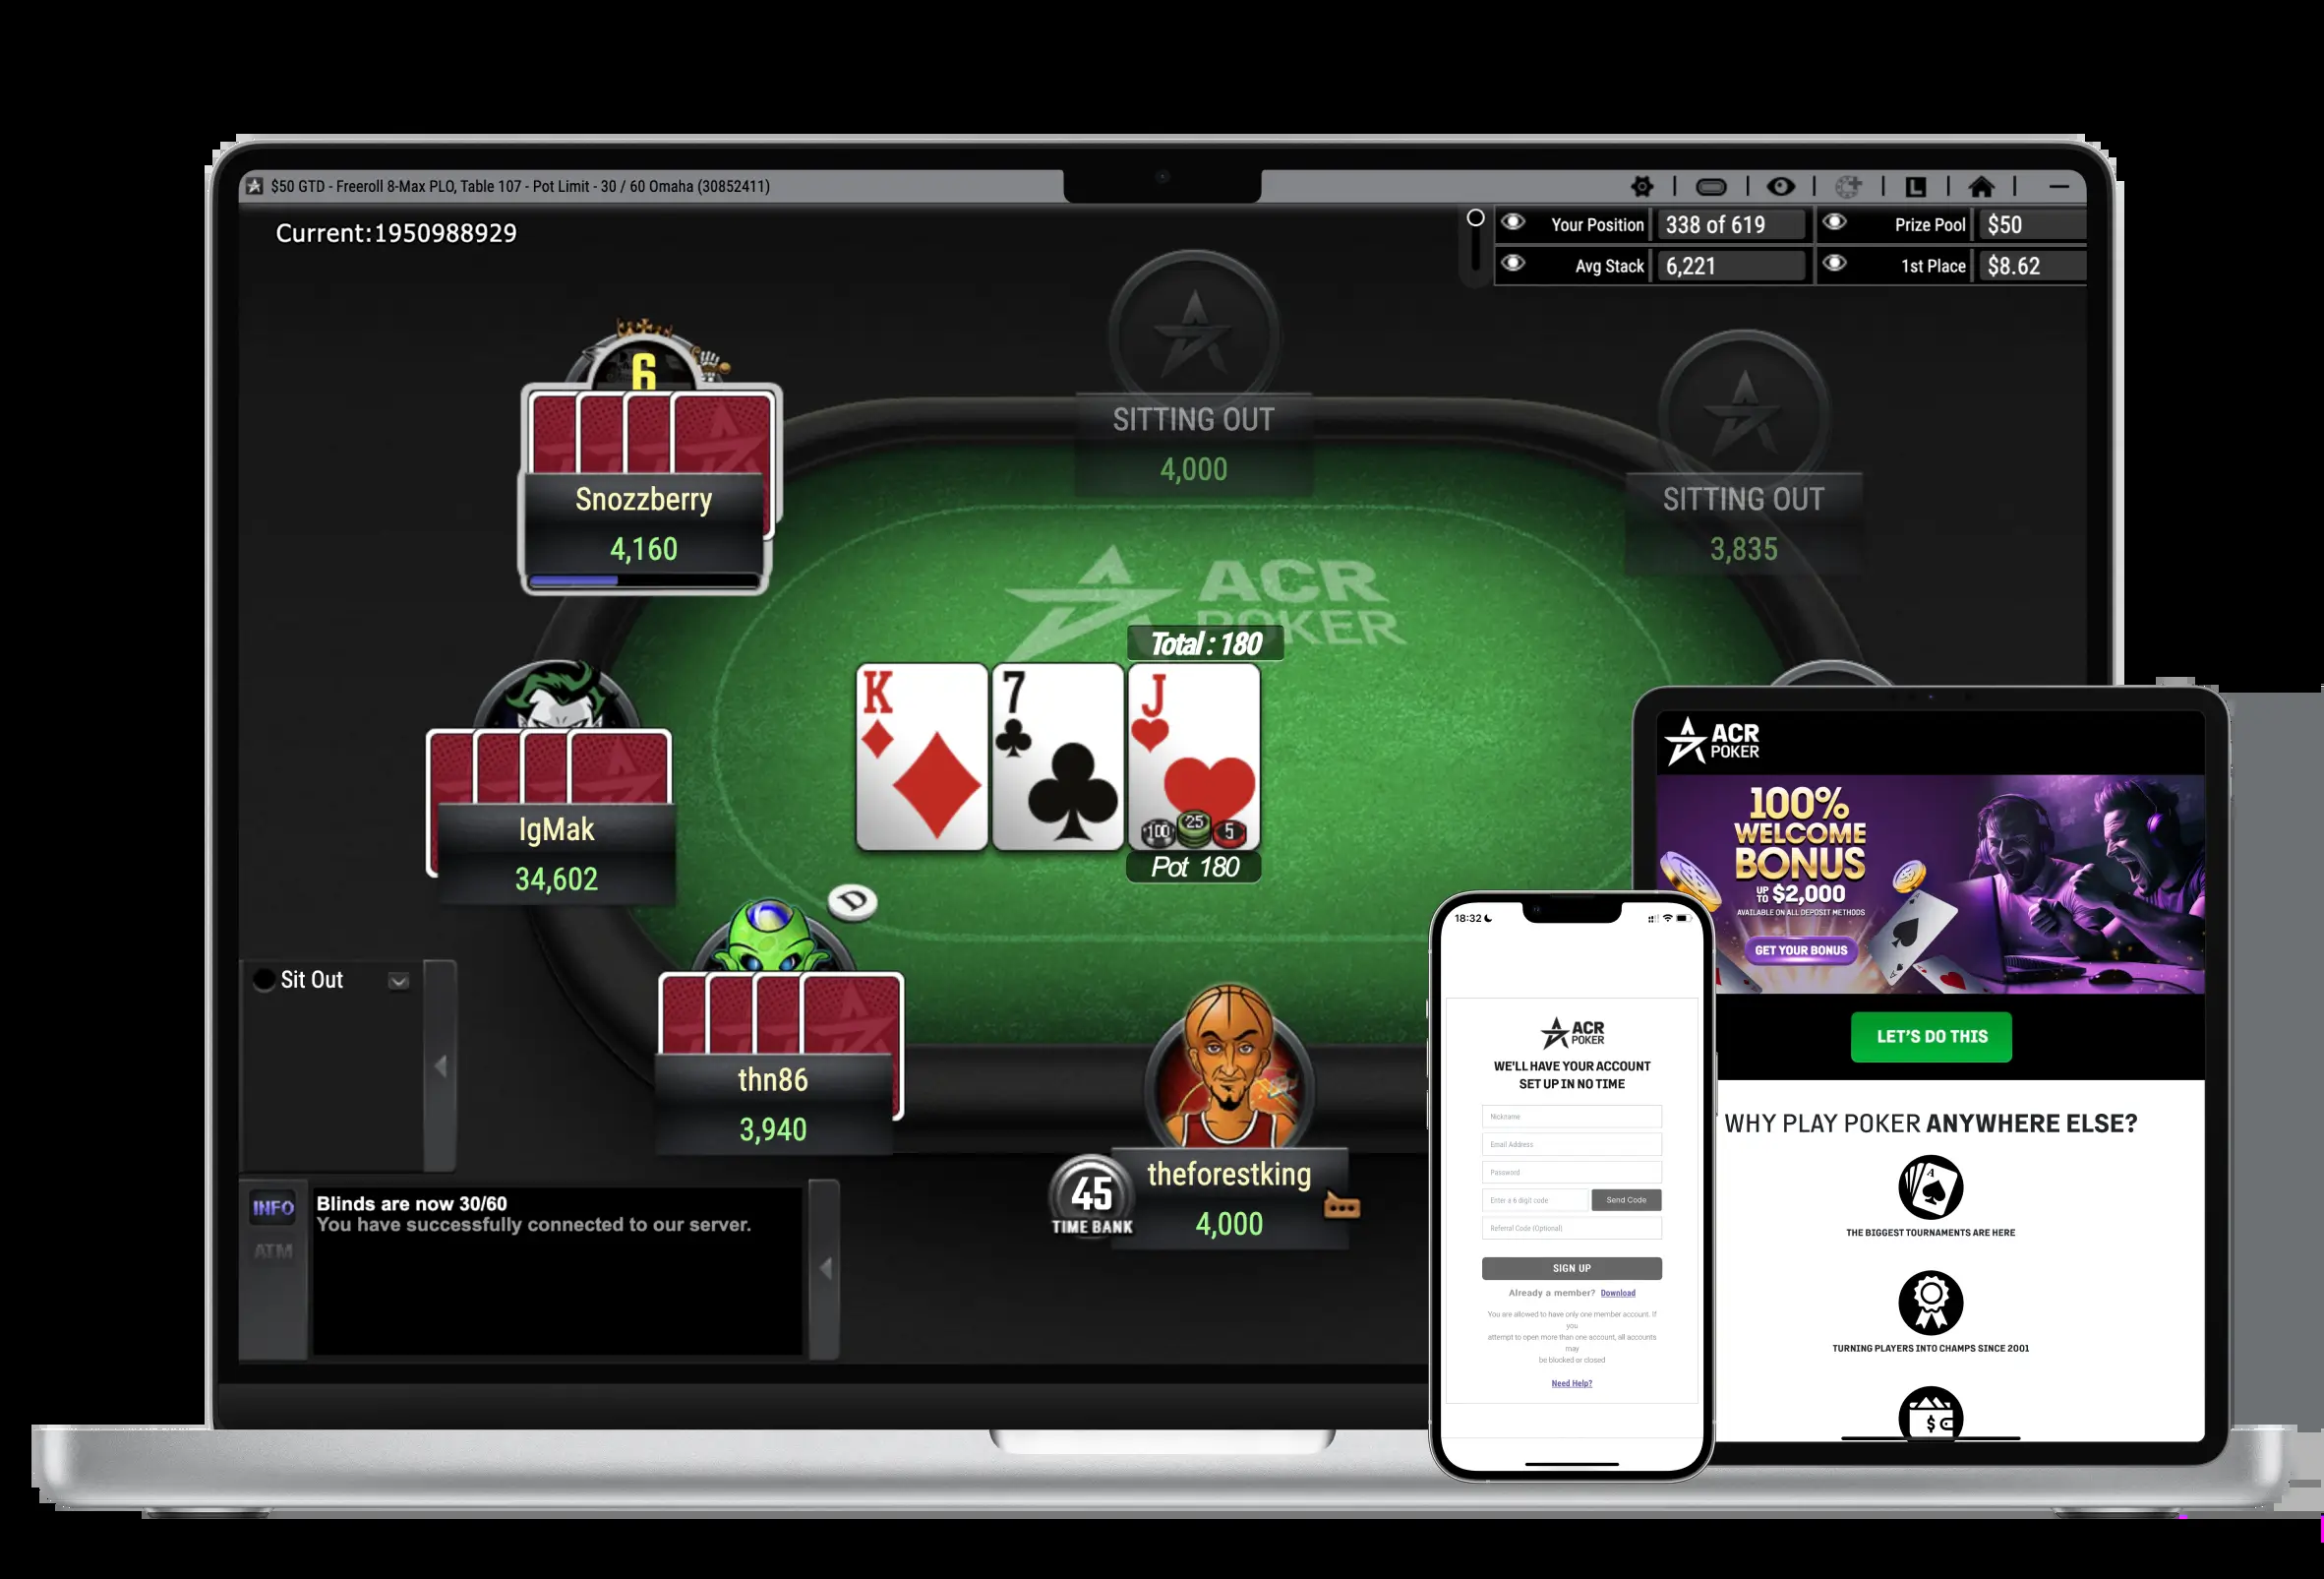 $50 GTD - Freeroll 8-Max PLO, Table 107 - Pot Limit - 30 / 60 Omaha (30852411)
Current:1950988929
Your Position 338 of 619 Prize Pool $50
Avg Stack 6,221 1st Place $8.62
6
Snozzberry
4,160
SITTING OUT
4,000
SITTING OUT
3,835
ACR
POKER
Total : 180
K 7 J
100 25 5
Pot 180
IgMak
34,602
D
thn86
3,940
45
TIME BANK
theforestking
4,000
Sit Out
INFO
ATM
Blinds are now 30/60
You have successfully connected to our server.
18:32
ACR
POKER
WE'LL HAVE YOUR ACCOUNT
SET UP IN NO TIME
Nickname
Email Address
Password
Enter a 6 digit code Send Code
Referral Code (Optional)
SIGN UP
Already a member? Download
You are allowed to have only one member account. If
you
attempt to open more than one account, all accounts
may
be blocked or closed
Need Help?
ACR
POKER
100%
WELCOME
BONUS
UP TO $2,000
AVAILABLE ON ALL DEPOSIT METHODS
GET YOUR BONUS
LET'S DO THIS
WHY PLAY POKER ANYWHERE ELSE?
THE BIGGEST TOURNAMENTS ARE HERE
TURNING PLAYERS INTO CHAMPS SINCE 2001